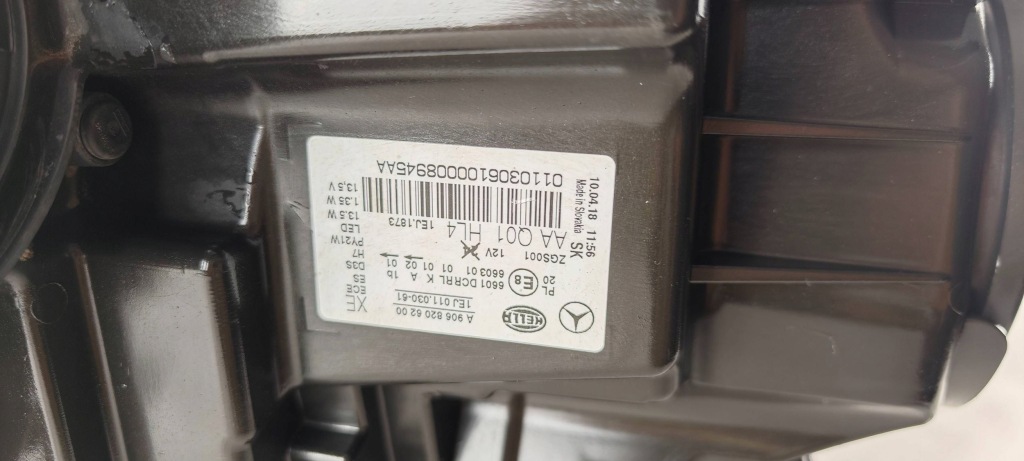 A 906 820 62 00
1EJ.011.030-61
XE
HELLA
ECE
ES
D3S
H7
PY21W
LED
13.5 W
1.35 W
13.5 V
PL
20
E8
6601 DCRRL K A 1b
6603 01 01 01 02 01
ZGS001 12V
AA Q01 HL4 1EJ.1873
SK
10.04.18 11:56
Made in Slovakia
0110306100008945AA